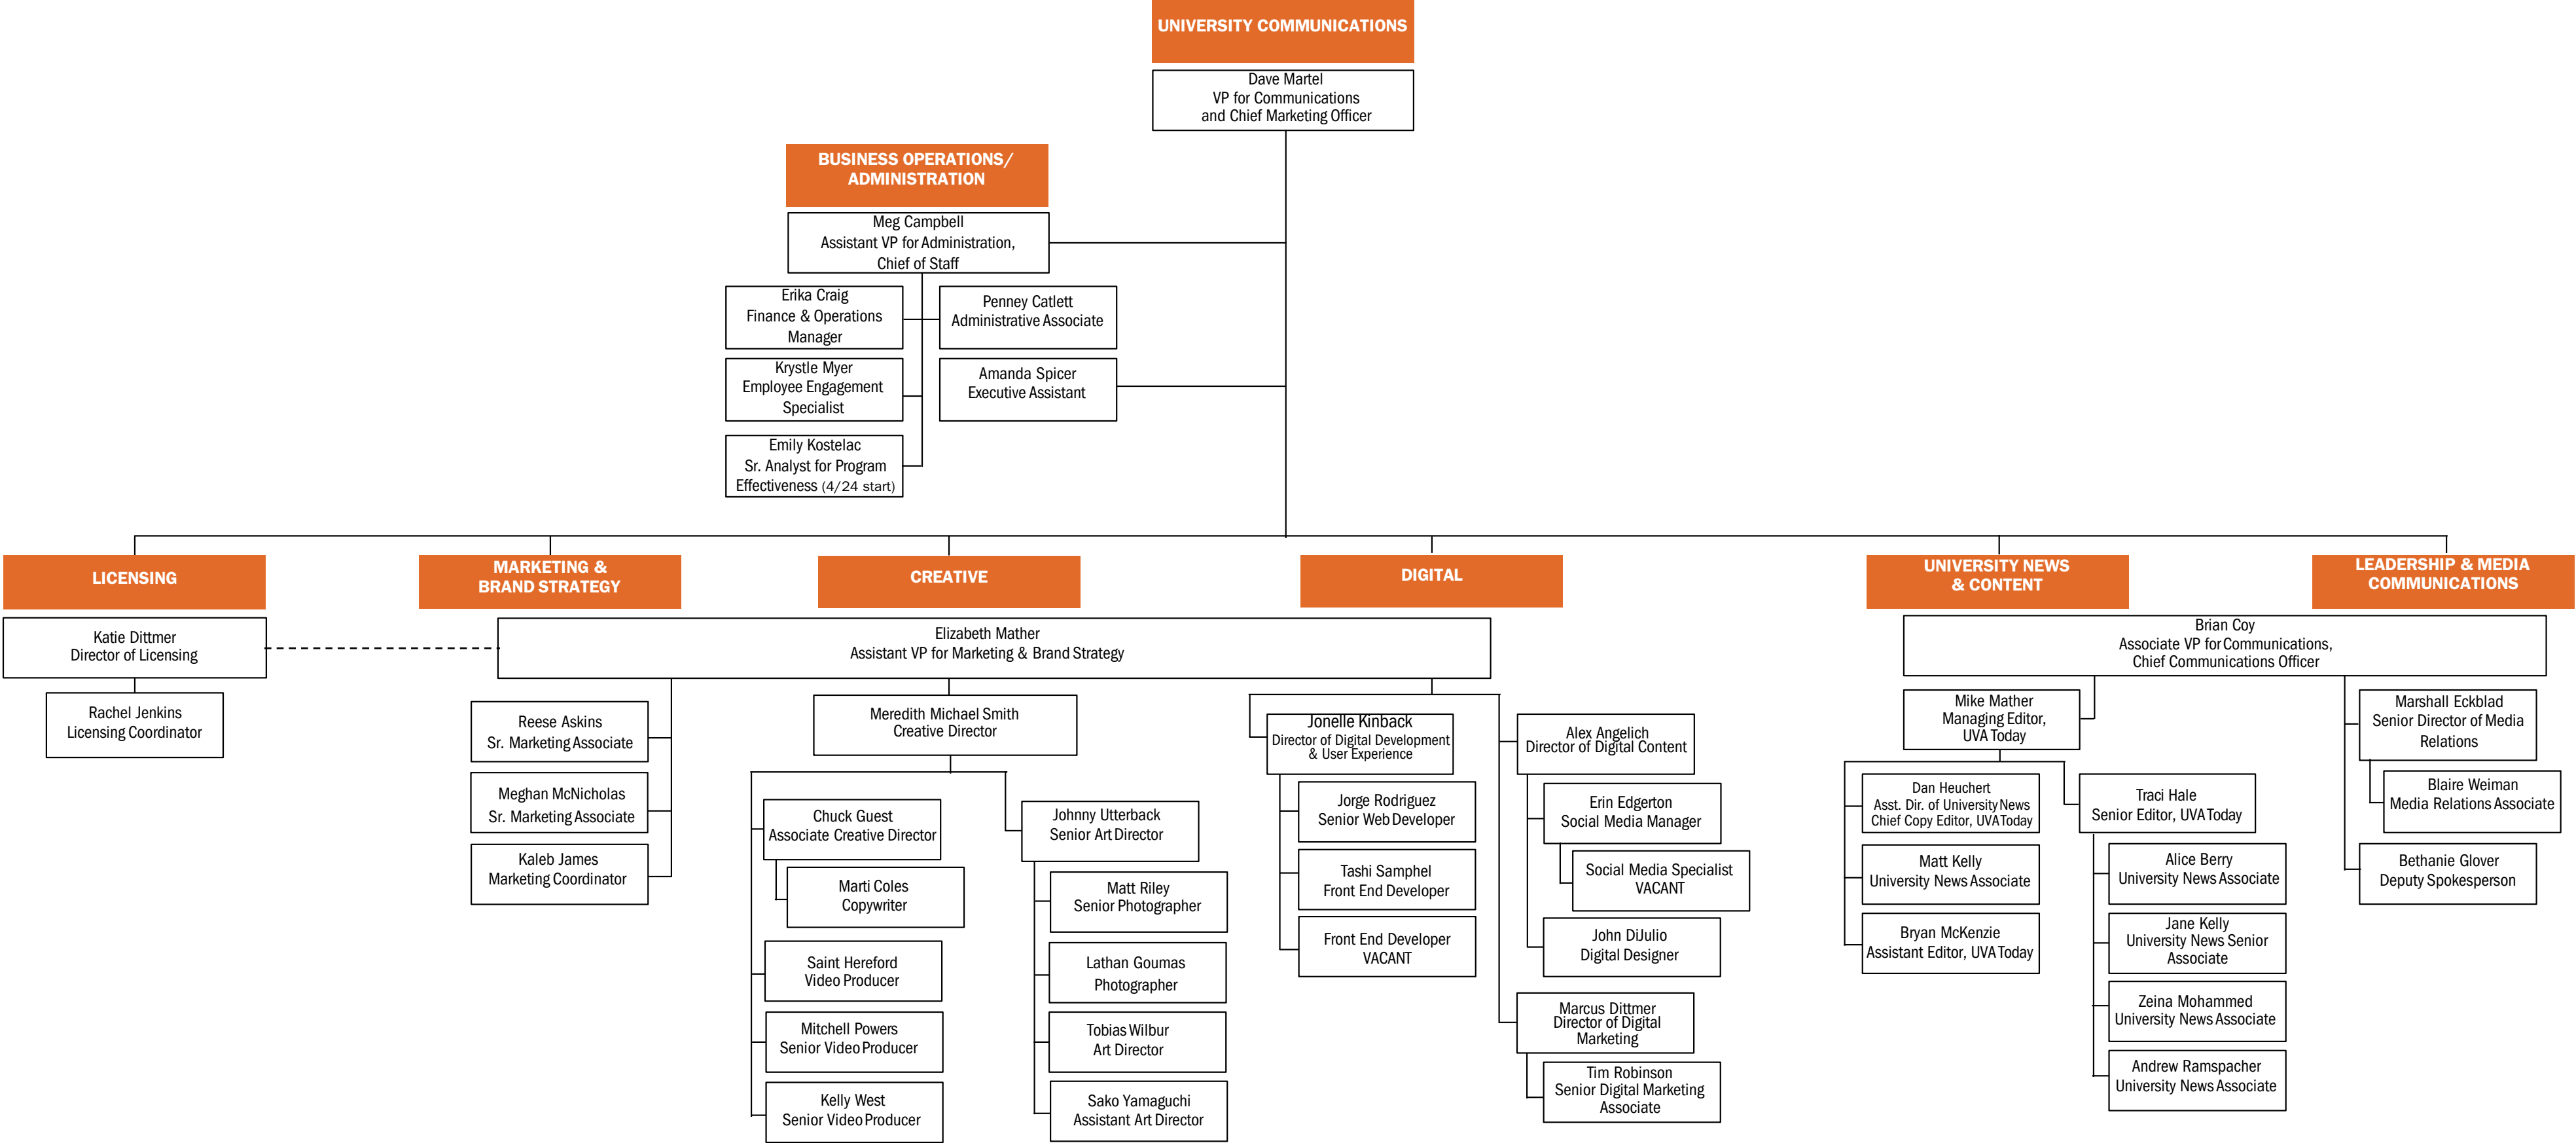 UNIVERSITY COMMUNICATIONS
Dave Martel
VP for Communications
and Chief Marketing Officer
BUSINESS OPERATIONS/
ADMINISTRATION
Meg Campbell
Assistant VP for Administration,
Chief of Staff
Erika Craig
Finance & Operations
Manager
Penney Catlett
Administrative Associate
Krystle Myer
Employee Engagement
Specialist
Amanda Spicer
Executive Assistant
Emily Kostelac
Sr. Analyst for Program
Effectiveness (4/24 start)
LICENSING
Katie Dittmer
Director of Licensing
Rachel Jenkins
Licensing Coordinator
MARKETING &
BRAND STRATEGY
CREATIVE
DIGITAL
Elizabeth Mather
Assistant VP for Marketing & Brand Strategy
Reese Askins
Sr. Marketing Associate
Meghan McNicholas
Sr. Marketing Associate
Kaleb James
Marketing Coordinator
Meredith Michael Smith
Creative Director
Chuck Guest
Associate Creative Director
Marti Coles
Copywriter
Saint Hereford
Video Producer
Mitchell Powers
Senior Video Producer
Kelly West
Senior Video Producer
Johnny Utterback
Senior Art Director
Matt Riley
Senior Photographer
Lathan Goumas
Photographer
Tobias Wilbur
Art Director
Sako Yamaguchi
Assistant Art Director
Jonelle Kinback
Director of Digital Development
& User Experience
Jorge Rodriguez
Senior Web Developer
Tashi Samphel
Front End Developer
Front End Developer
VACANT
Alex Angelich
Director of Digital Content
Erin Edgerton
Social Media Manager
Social Media Specialist
VACANT
John DiJulio
Digital Designer
Marcus Dittmer
Director of Digital
Marketing
Tim Robinson
Senior Digital Marketing
Associate
UNIVERSITY NEWS
& CONTENT
LEADERSHIP & MEDIA
COMMUNICATIONS
Brian Coy
Associate VP for Communications,
Chief Communications Officer
Mike Mather
Managing Editor,
UVA Today
Dan Heuchert
Asst. Dir. of University News
Chief Copy Editor, UVA Today
Matt Kelly
University News Associate
Bryan McKenzie
Assistant Editor, UVA Today
Traci Hale
Senior Editor, UVA Today
Alice Berry
University News Associate
Jane Kelly
University News Senior
Associate
Zeina Mohammed
University News Associate
Andrew Ramspacher
University News Associate
Marshall Eckblad
Senior Director of Media
Relations
Blaire Weiman
Media Relations Associate
Bethanie Glover
Deputy Spokesperson